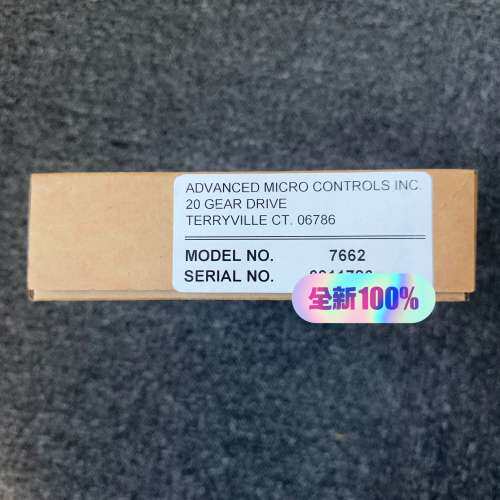 ADVANCED MICRO CONTROLS INC.
20 GEAR DRIVE
TERRYVILLE CT. 06786
MODEL NO. 7662
SERIAL NO.
全新100%